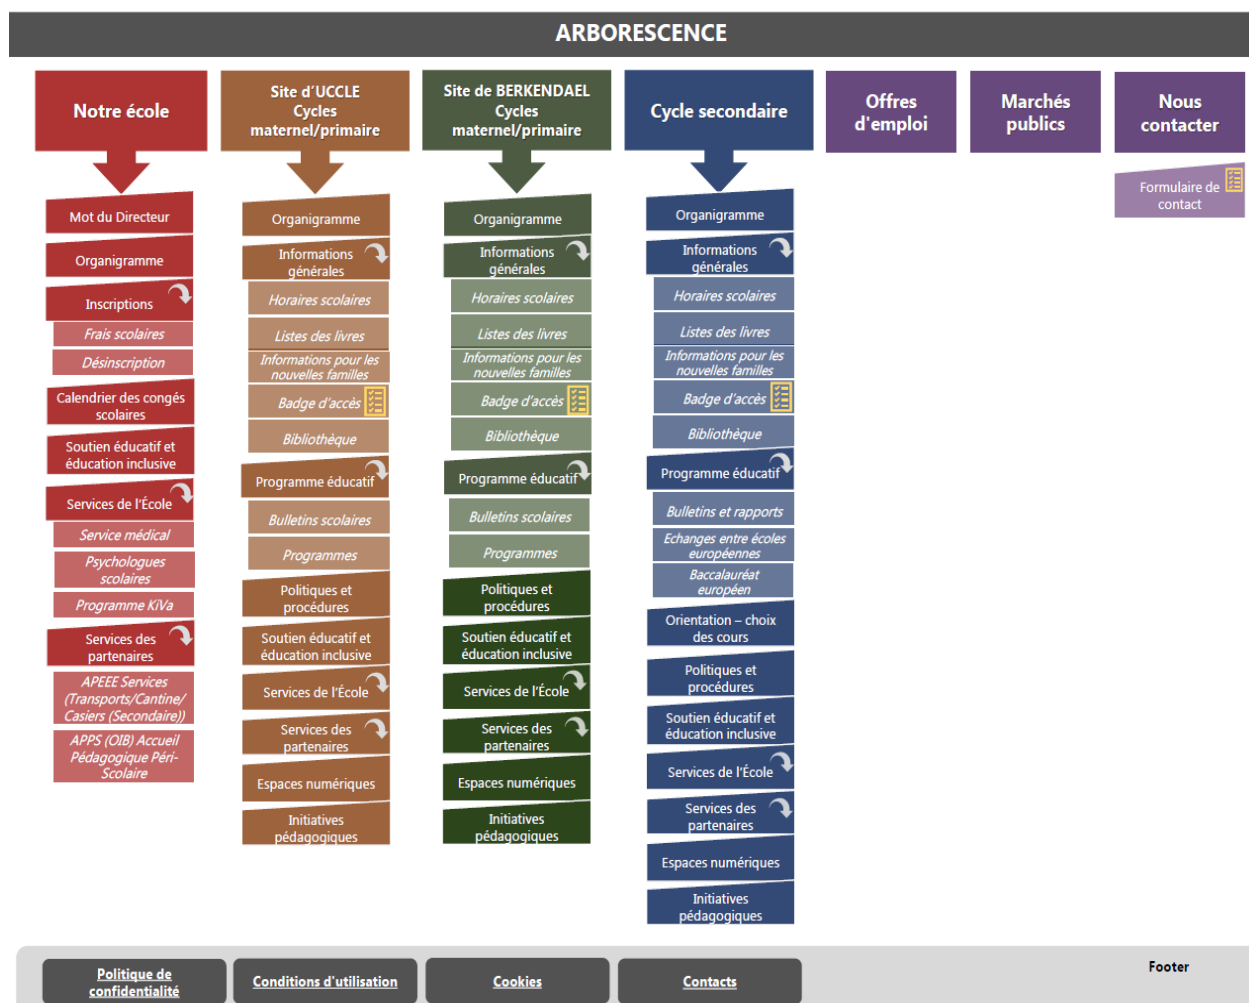 ARBORESCENCE
Notre école
Mot du Directeur
Organigramme
Inscriptions
Frais scolaires
Désinscription
Calendrier des congés
scolaires
Soutien éducatif et
éducation inclusive
Services de l'École
Service médical
Psychologues
scolaires
Programme KiVa
Services des
partenaires
APEEE Services
(Transports/Cantine/
Casiers (Secondaire))
APPS (OIB) Accueil
Pédagogique Péri-
Scolaire
Site d'UCCLE
Cycles
maternel/primaire
Organigramme
Informations
générales
Horaires scolaires
Listes des livres
Informations pour les
nouvelles familles
Badge d'accès
Bibliothèque
Programme éducatif
Bulletins scolaires
Programmes
Politiques et
procédures
Soutien éducatif et
éducation inclusive
Services de l'École
Services des
partenaires
Espaces numériques
Initiatives
pédagogiques
Site de BERKENDAEL
Cycles
maternel/primaire
Organigramme
Informations
générales
Horaires scolaires
Listes des livres
Informations pour les
nouvelles familles
Badge d'accès
Bibliothèque
Programme éducatif
Bulletins scolaires
Programmes
Politiques et
procédures
Soutien éducatif et
éducation inclusive
Services de l'École
Services des
partenaires
Espaces numériques
Initiatives
pédagogiques
Cycle secondaire
Organigramme
Informations
générales
Horaires scolaires
Listes des livres
Informations pour les
nouvelles familles
Badge d'accès
Bibliothèque
Programme éducatif
Bulletins et rapports
Echanges entre écoles
européennes
Baccalauréat
européen
Orientation – choix
des cours
Politiques et
procédures
Soutien éducatif et
éducation inclusive
Services de l'École
Services des
partenaires
Espaces numériques
Initiatives
pédagogiques
Offres
d'emploi
Marchés
publics
Nous
contacter
Formulaire de
contact
Politique de
confidentialité
Conditions d'utilisation
Cookies
Contacts
Footer